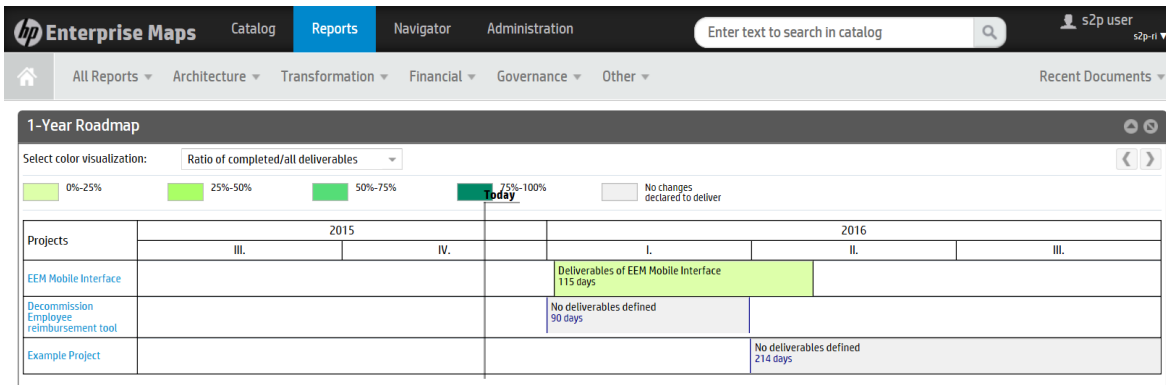 hp Enterprise Maps Catalog Reports Navigator Administration Enter text to search in catalog s2p user
s2p-ri
All Reports Architecture Transformation Financial Governance Other Recent Documents
1-Year Roadmap
Select color visualization: Ratio of completed/all deliverables
0%-25% 25%-50% 50%-75% 75%-100% No changes
declared to deliver
Today
Projects 2015 2016
III. IV. I. II. III.
EEM Mobile Interface Deliverables of EEM Mobile Interface
115 days
Decommission
Employee
reimbursement tool
No deliverables defined
90 days
Example Project No deliverables defined
214 days